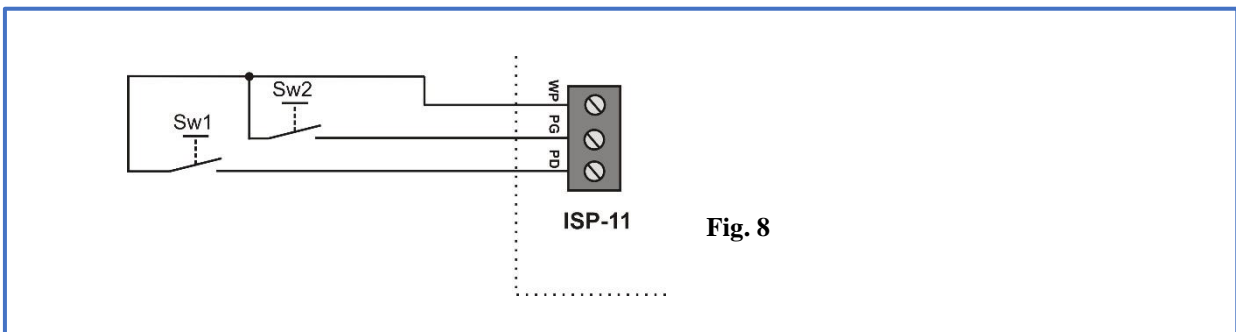 Sw2
Sw1
WP
PG
PD
ISP-11
Fig. 8